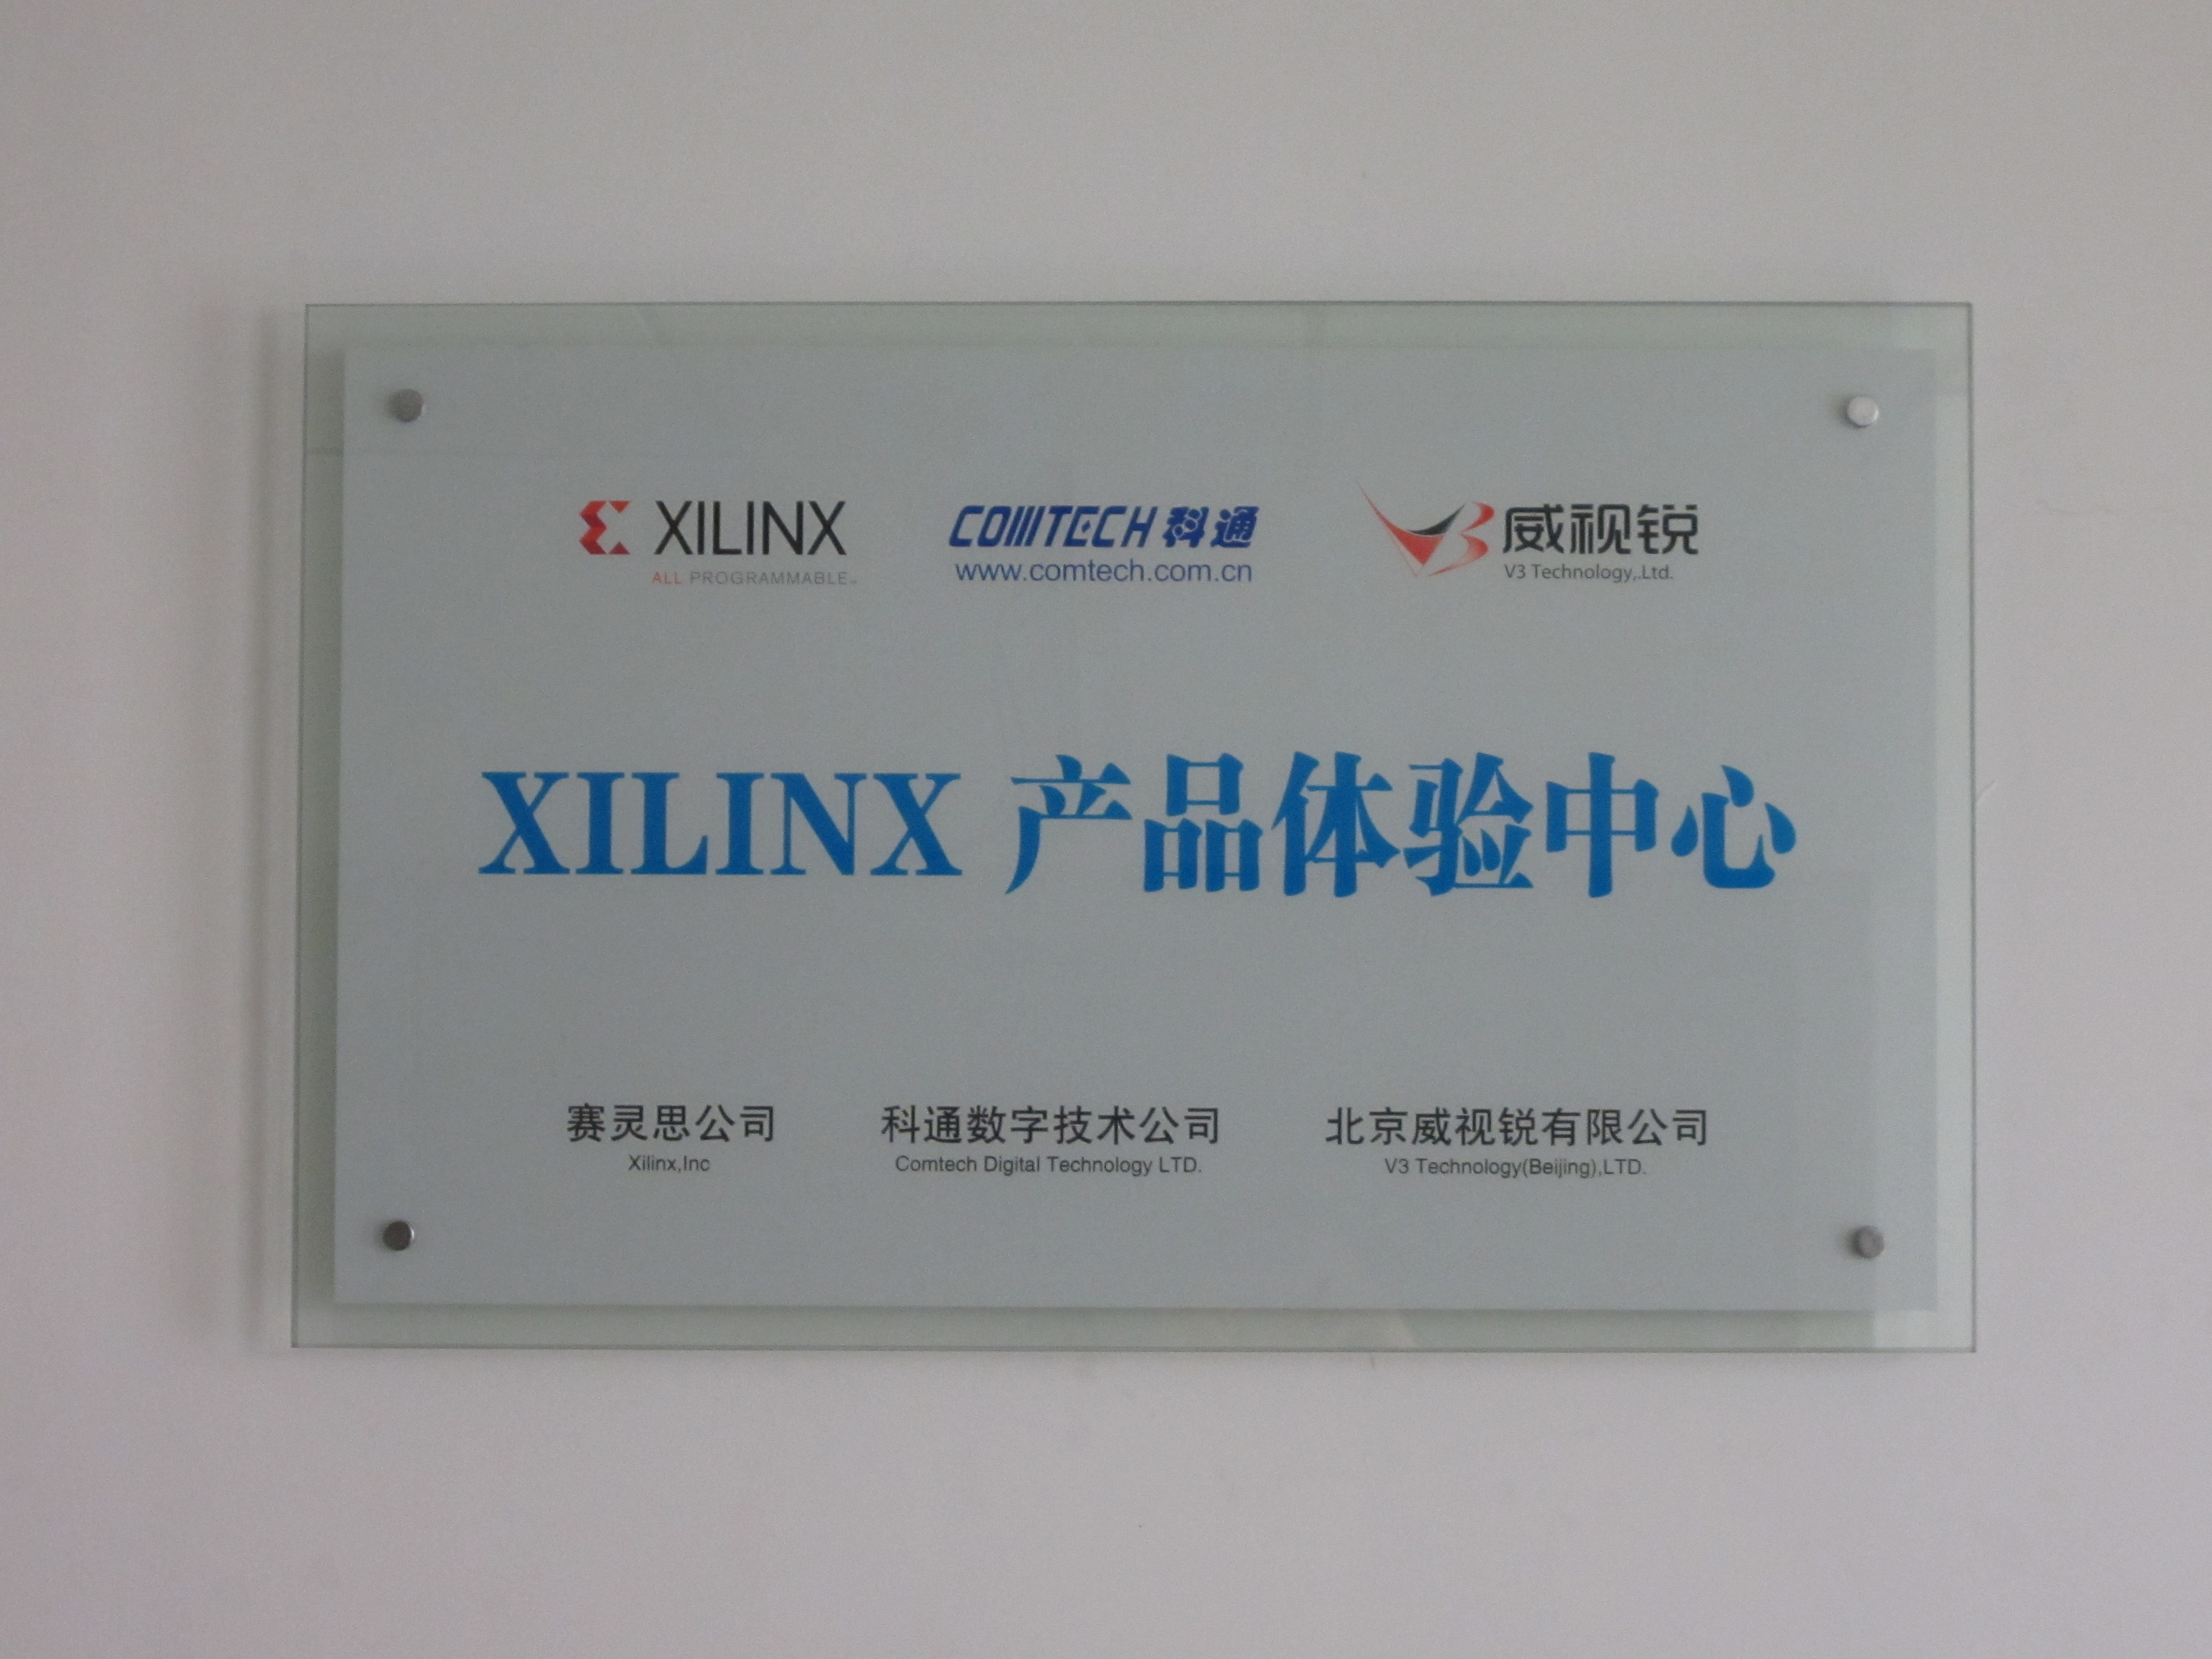 XILINX COMTECH 科通 V3 威视锐
ALL PROGRAMMABLE™ www.comtech.com.cn V3 Technology,.Ltd.
XILINX 产品体验中心
赛灵思公司 科通数字技术公司 北京威视锐有限公司
Xilinx,Inc Comtech Digital Technology LTD. V3 Technology(Beijing),LTD.